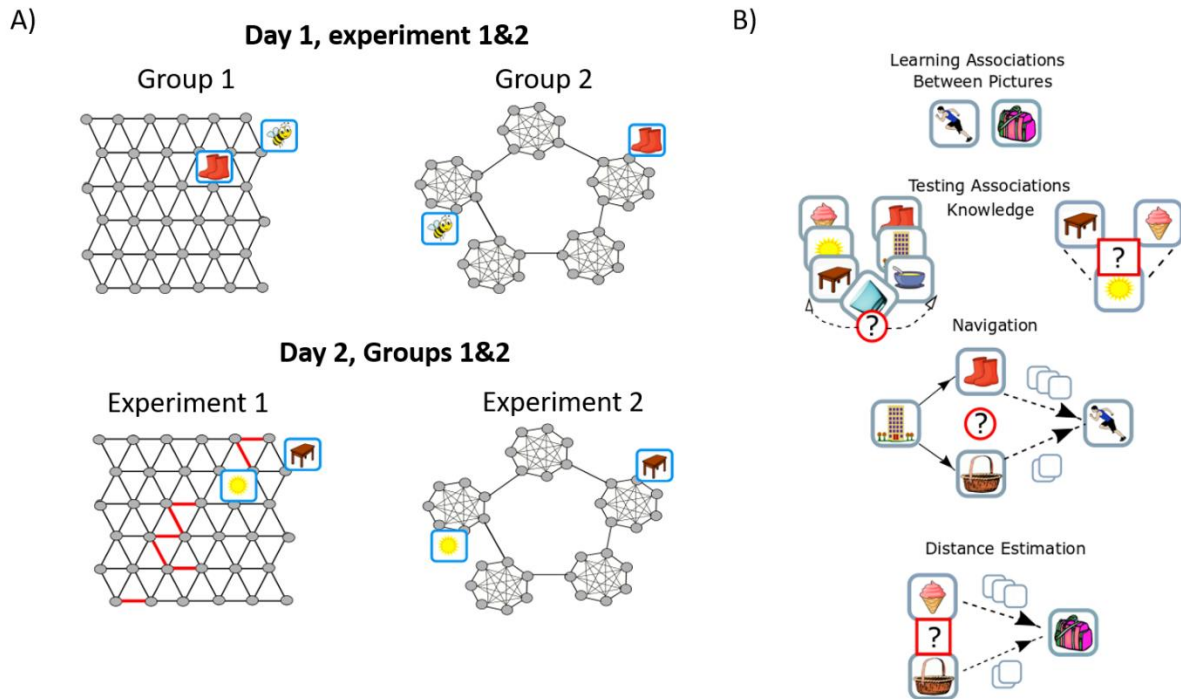 A)
Day 1, experiment 1&2
Group 1
Group 2
Day 2, Groups 1&2
Experiment 1
Experiment 2
B)
Learning Associations
Between Pictures
Testing Associations
Knowledge
?
?
Navigation
?
Distance Estimation
?